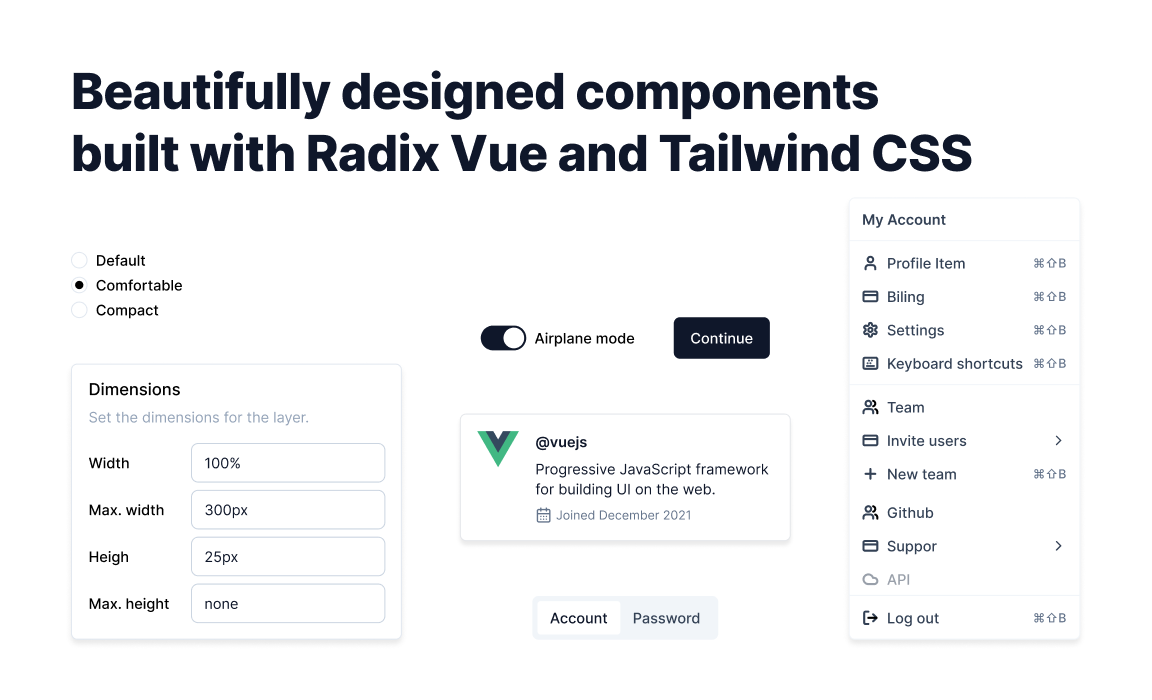 Beautifully designed components
built with Radix Vue and Tailwind CSS
Default
Comfortable
Compact
Dimensions
Set the dimensions for the layer.
Width 100%
Max. width 300px
Heigh 25px
Max. height none
Airplane mode
Continue
@vuejs
Progressive JavaScript framework
for building UI on the web.
Joined December 2021
Account Password
My Account
Profile Item ⌘⇧B
Biling ⌘⇧B
Settings ⌘⇧B
Keyboard shortcuts ⌘⇧B
Team
Invite users
New team ⌘⇧B
Github
Suppor
API
Log out ⌘⇧B